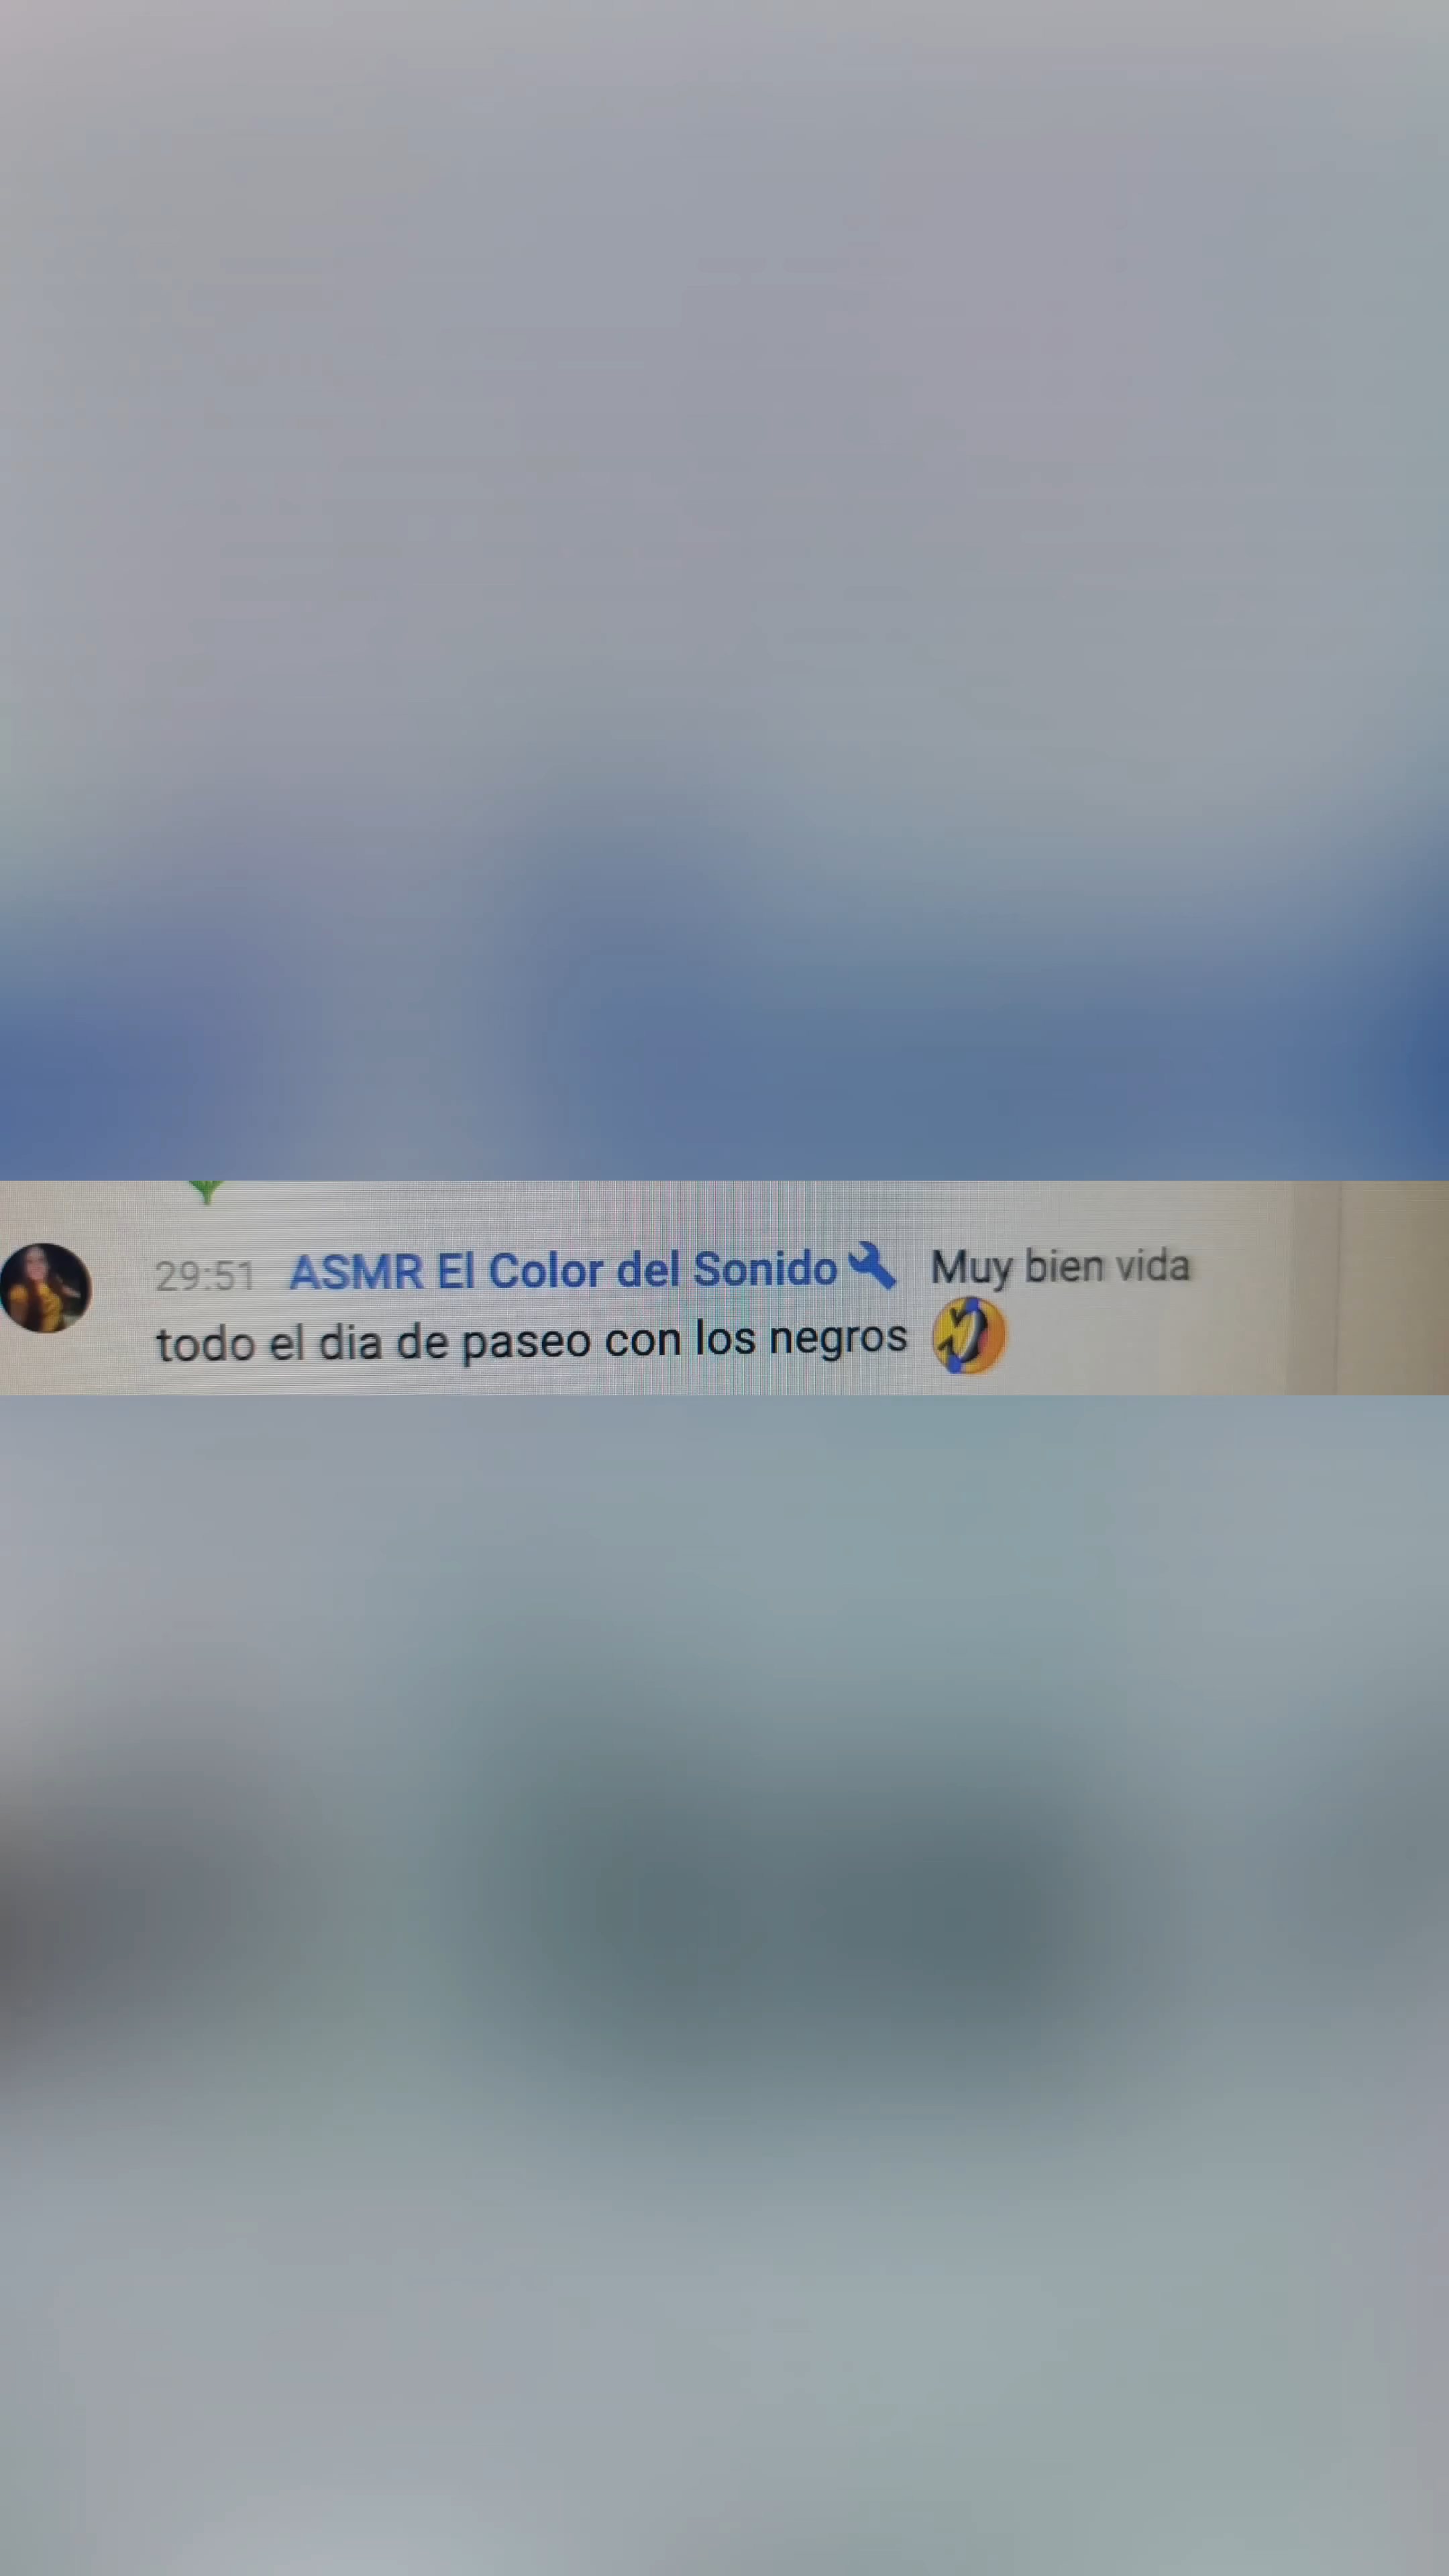 29:51 ASMR El Color del Sonido Muy bien vida
todo el dia de paseo con los negros 🤣